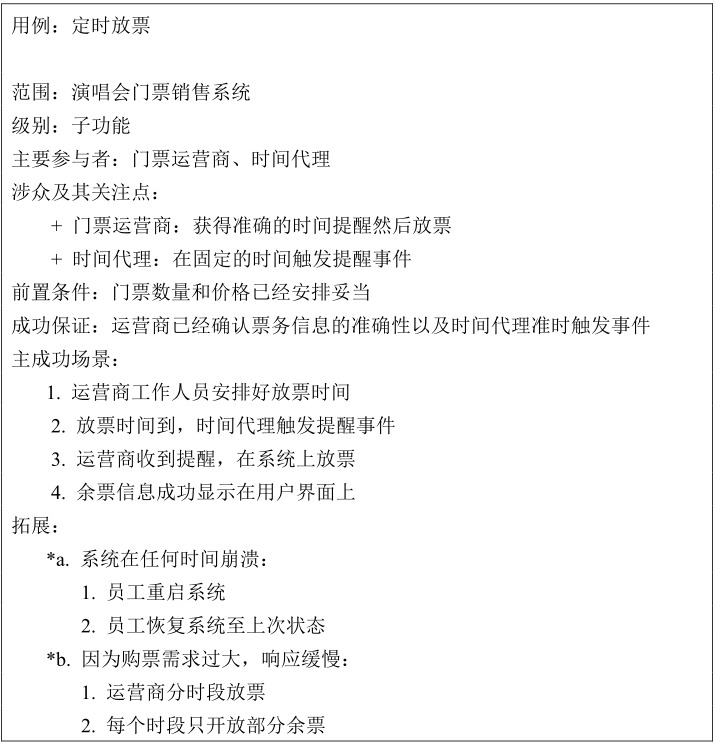 用例：定时放票
范围：演唱会门票销售系统
级别：子功能
主要参与者：门票运营商、时间代理
涉众及其关注点：
+ 门票运营商：获得准确的时间提醒然后放票
+ 时间代理：在固定的时间触发提醒事件
前置条件：门票数量和价格已经安排妥当
成功保证：运营商已经确认票务信息的准确性以及时间代理准时触发事件
主成功场景：
1. 运营商工作人员安排好放票时间
2. 放票时间到，时间代理触发提醒事件
3. 运营商收到提醒，在系统上放票
4. 余票信息成功显示在用户界面上
拓展：
*a. 系统在任何时间崩溃：
1. 员工重启系统
2. 员工恢复系统至上次状态
*b. 因为购票需求过大，响应缓慢：
1. 运营商分时段放票
2. 每个时段只开放部分余票